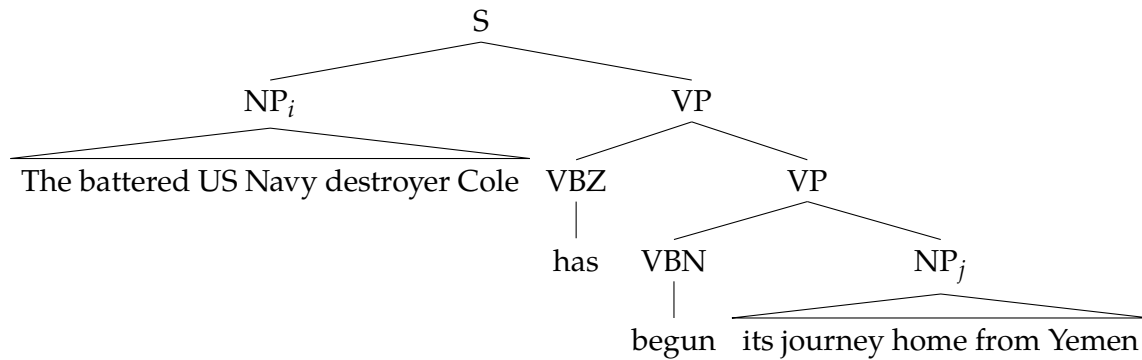 S
NPi VP
The battered US Navy destroyer Cole VBZ VP
has VBN NPj
begun its journey home from Yemen